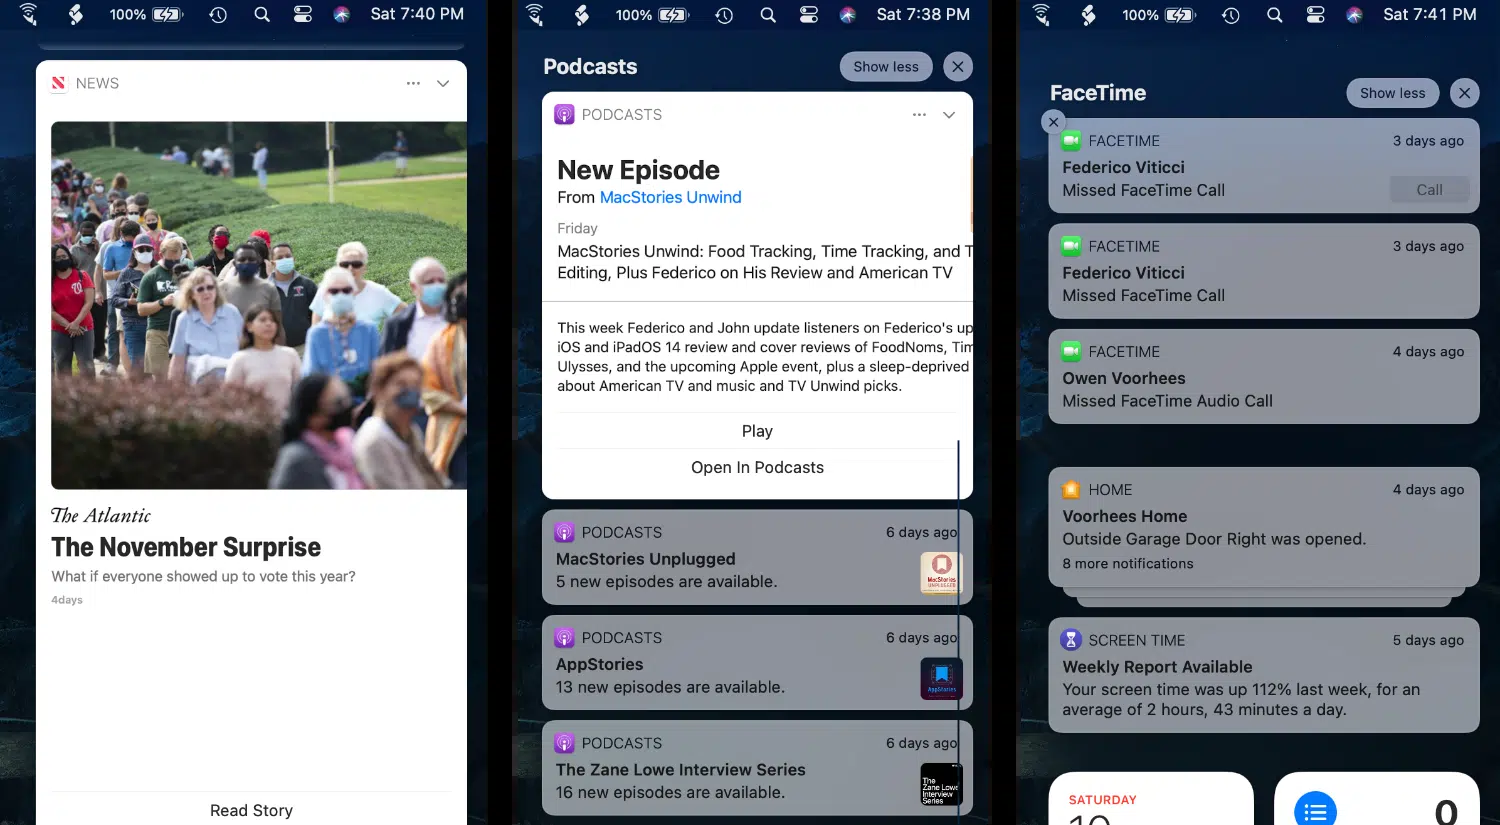 100%
Sat 7:40 PM
NEWS
The Atlantic
The November Surprise
What if everyone showed up to vote this year?
4days
Read Story
100%
Sat 7:38 PM
Podcasts
Show less
PODCASTS
New Episode
From MacStories Unwind
Friday
MacStories Unwind: Food Tracking, Time Tracking, and T
Editing, Plus Federico on His Review and American TV
This week Federico and John update listeners on Federico's up
iOS and iPadOS 14 review and cover reviews of FoodNoms, Tim
Ulysses, and the upcoming Apple event, plus a sleep-deprived
about American TV and music and TV Unwind picks.
Play
Open In Podcasts
PODCASTS
6 days ago
MacStories Unplugged
5 new episodes are available.
MacStories
UNPLUGGED
PODCASTS
6 days ago
AppStories
13 new episodes are available.
AppStories
PODCASTS
6 days ago
The Zane Lowe Interview Series
16 new episodes are available.
The
Zane Lowe
Interview
Series
100%
Sat 7:41 PM
FaceTime
Show less
FACETIME
3 days ago
Federico Viticci
Missed FaceTime Call
Call
FACETIME
3 days ago
Federico Viticci
Missed FaceTime Call
FACETIME
4 days ago
Owen Voorhees
Missed FaceTime Audio Call
HOME
4 days ago
Voorhees Home
Outside Garage Door Right was opened.
8 more notifications
SCREEN TIME
5 days ago
Weekly Report Available
Your screen time was up 112% last week, for an
average of 2 hours, 43 minutes a day.
SATURDAY
0